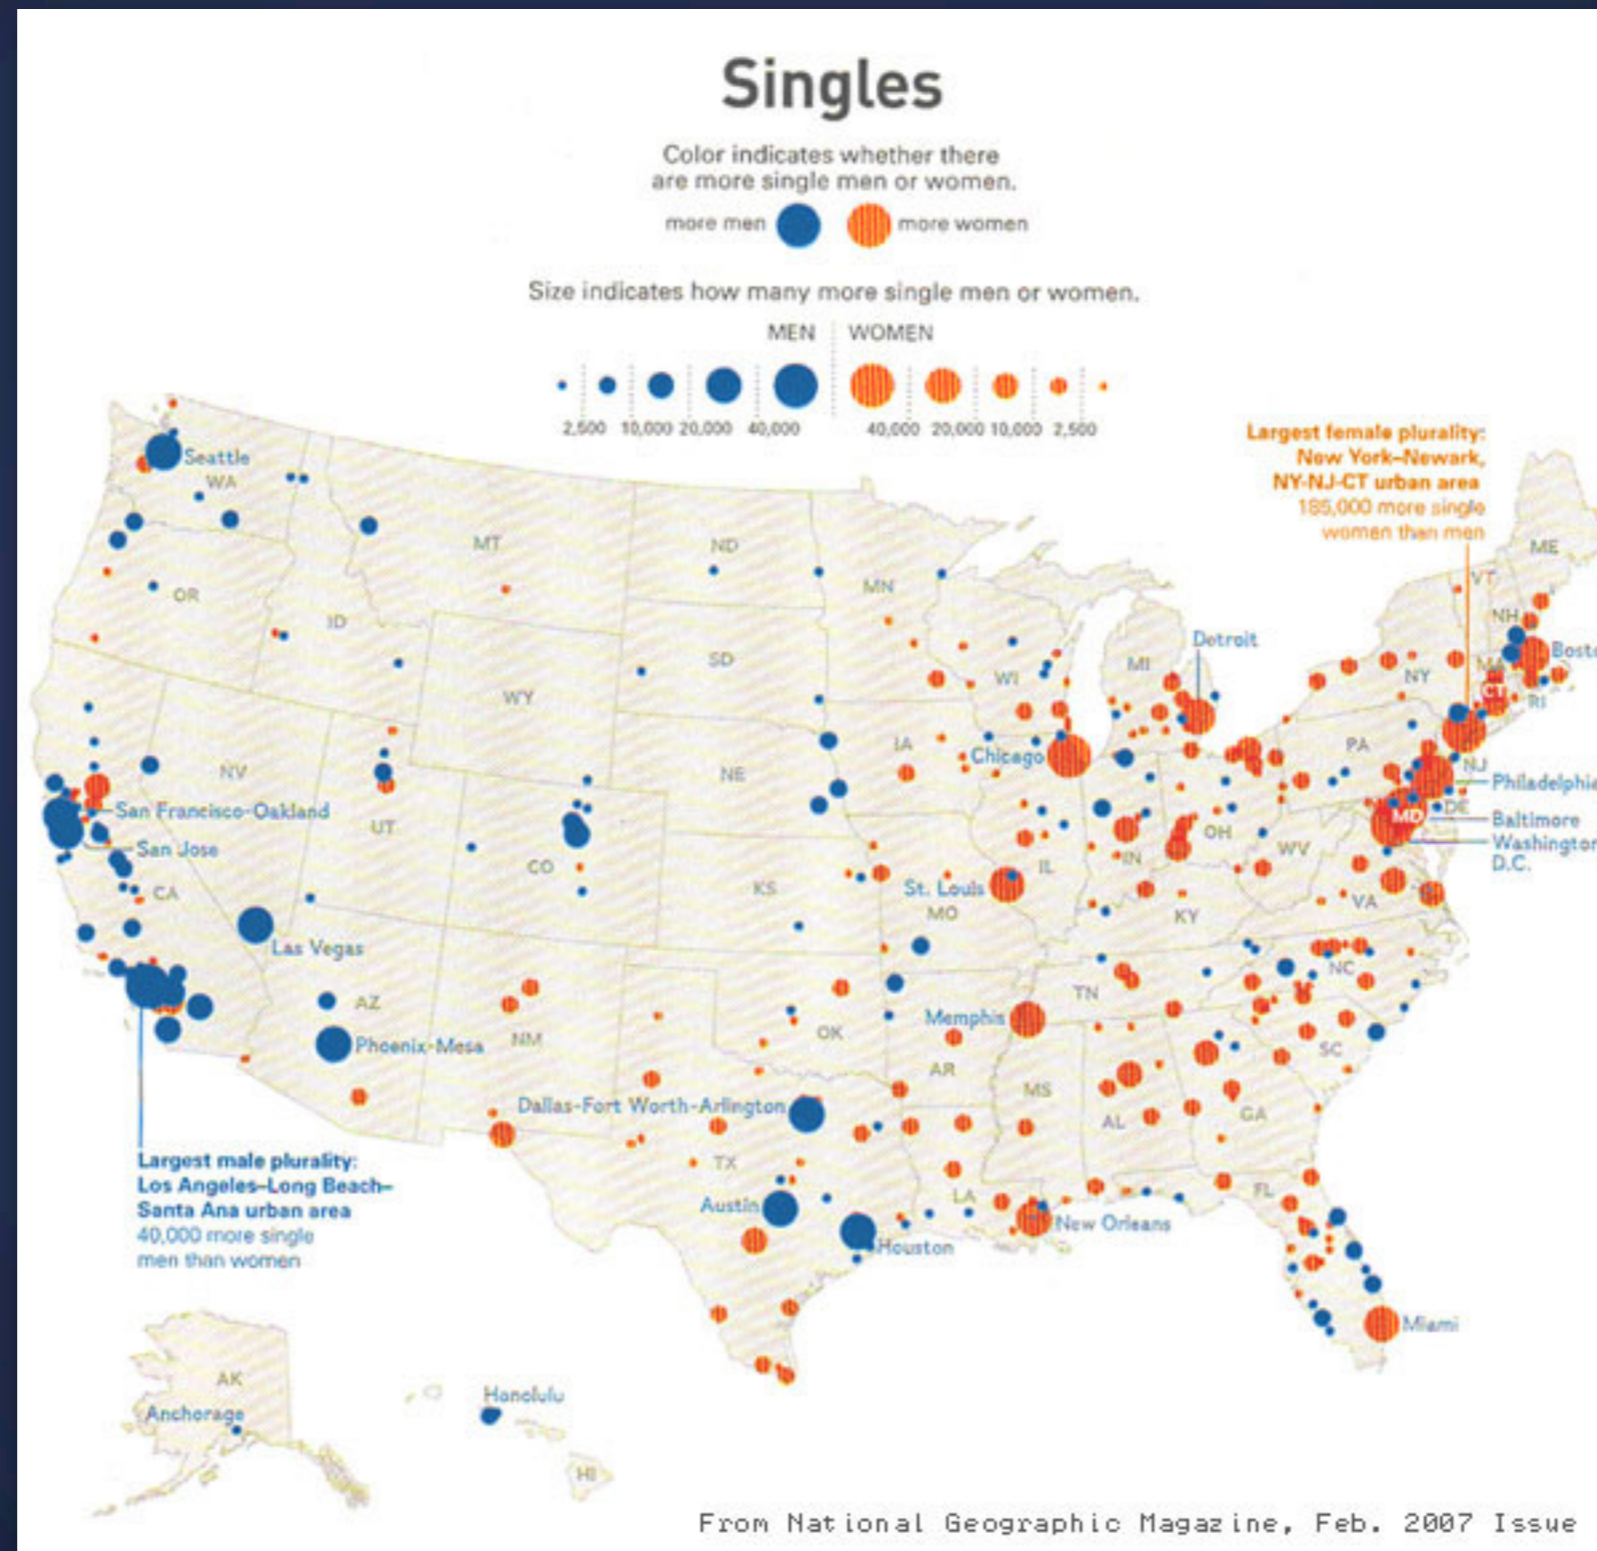 Singles
Color indicates whether there
are more single men or women.
more men
more women
Size indicates how many more single men or women.
MEN
WOMEN
2,500
10,000
20,000
40,000
40,000
20,000
10,000
2,500
Largest female plurality:
New York–Newark,
NY-NJ-CT urban area
185,000 more single
women than men
Seattle
WA
MT
ND
MN
ME
VT
NH
OR
ID
SD
WI
MI
Detroit
NY
MA
Bosto
CT
RI
WY
IA
Chicago
PA
NJ
NV
NE
Philadelphia
San Francisco-Oakland
UT
DE
MD
Baltimore
OH
San Jose
IL
IN
WV
Washington
D.C.
CO
CA
KS
St. Louis
MO
KY
VA
Las Vegas
NC
AZ
TN
NM
OK
Memphis
Phoenix-Mesa
SC
AR
MS
Dallas-Fort Worth-Arlington
AL
GA
Largest male plurality:
Los Angeles–Long Beach–
Santa Ana urban area
40,000 more single
men than women
TX
LA
FL
Austin
New Orleans
Houston
Miami
AK
Anchorage
Honolulu
HI
From National Geographic Magazine, Feb. 2007 Issue